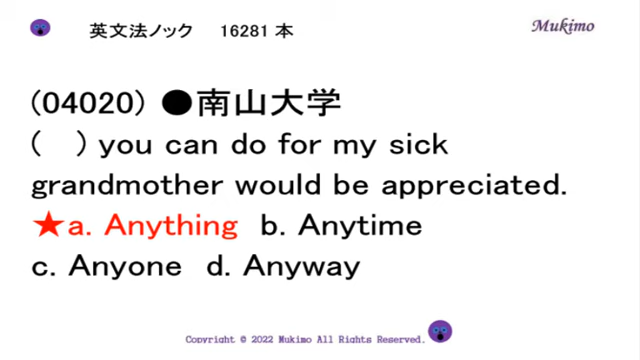 英文法ノック 16281 本 Mukimo
(04020) ●南山大学
(   ) you can do for my sick
grandmother would be appreciated.
★a. Anything b. Anytime
c. Anyone d. Anyway
Copyright © 2022 Mukimo All Rights Reserved.